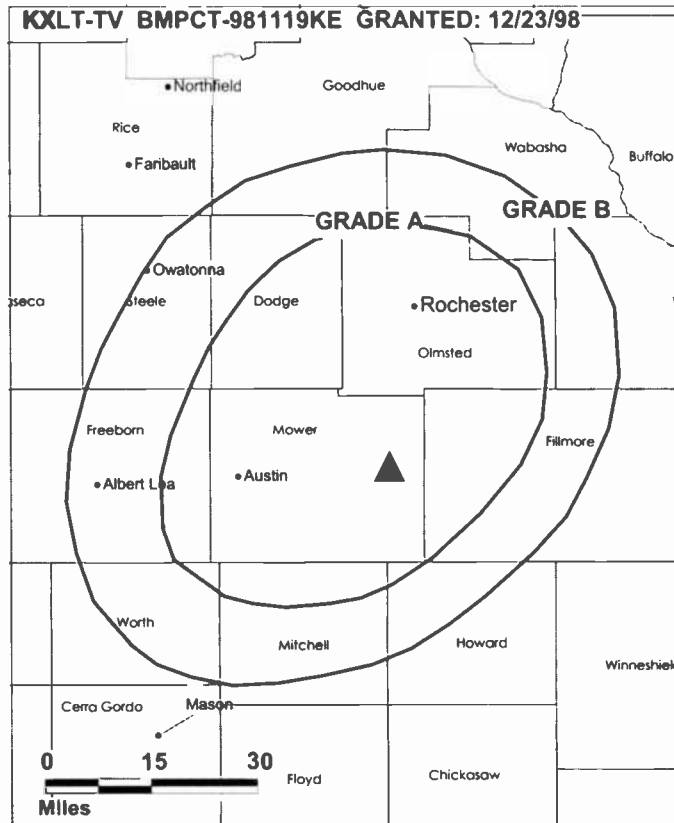 KXLT-TV BMPCT-981119KE GRANTED: 12/23/98
Northfield
Goodhue
Rice
Wabasha
Buffalo
Faribault
GRADE B
GRADE A
Owatonna
aseca
Steele
Dodge
Rochester
Olmsted
Freeborn
Mower
Fillmore
Albert Lea
Austin
Worth
Mitchell
Howard
Winneshiek
Cerra Gordo
Mason
0 15 30
Floyd
Chickasaw
Miles